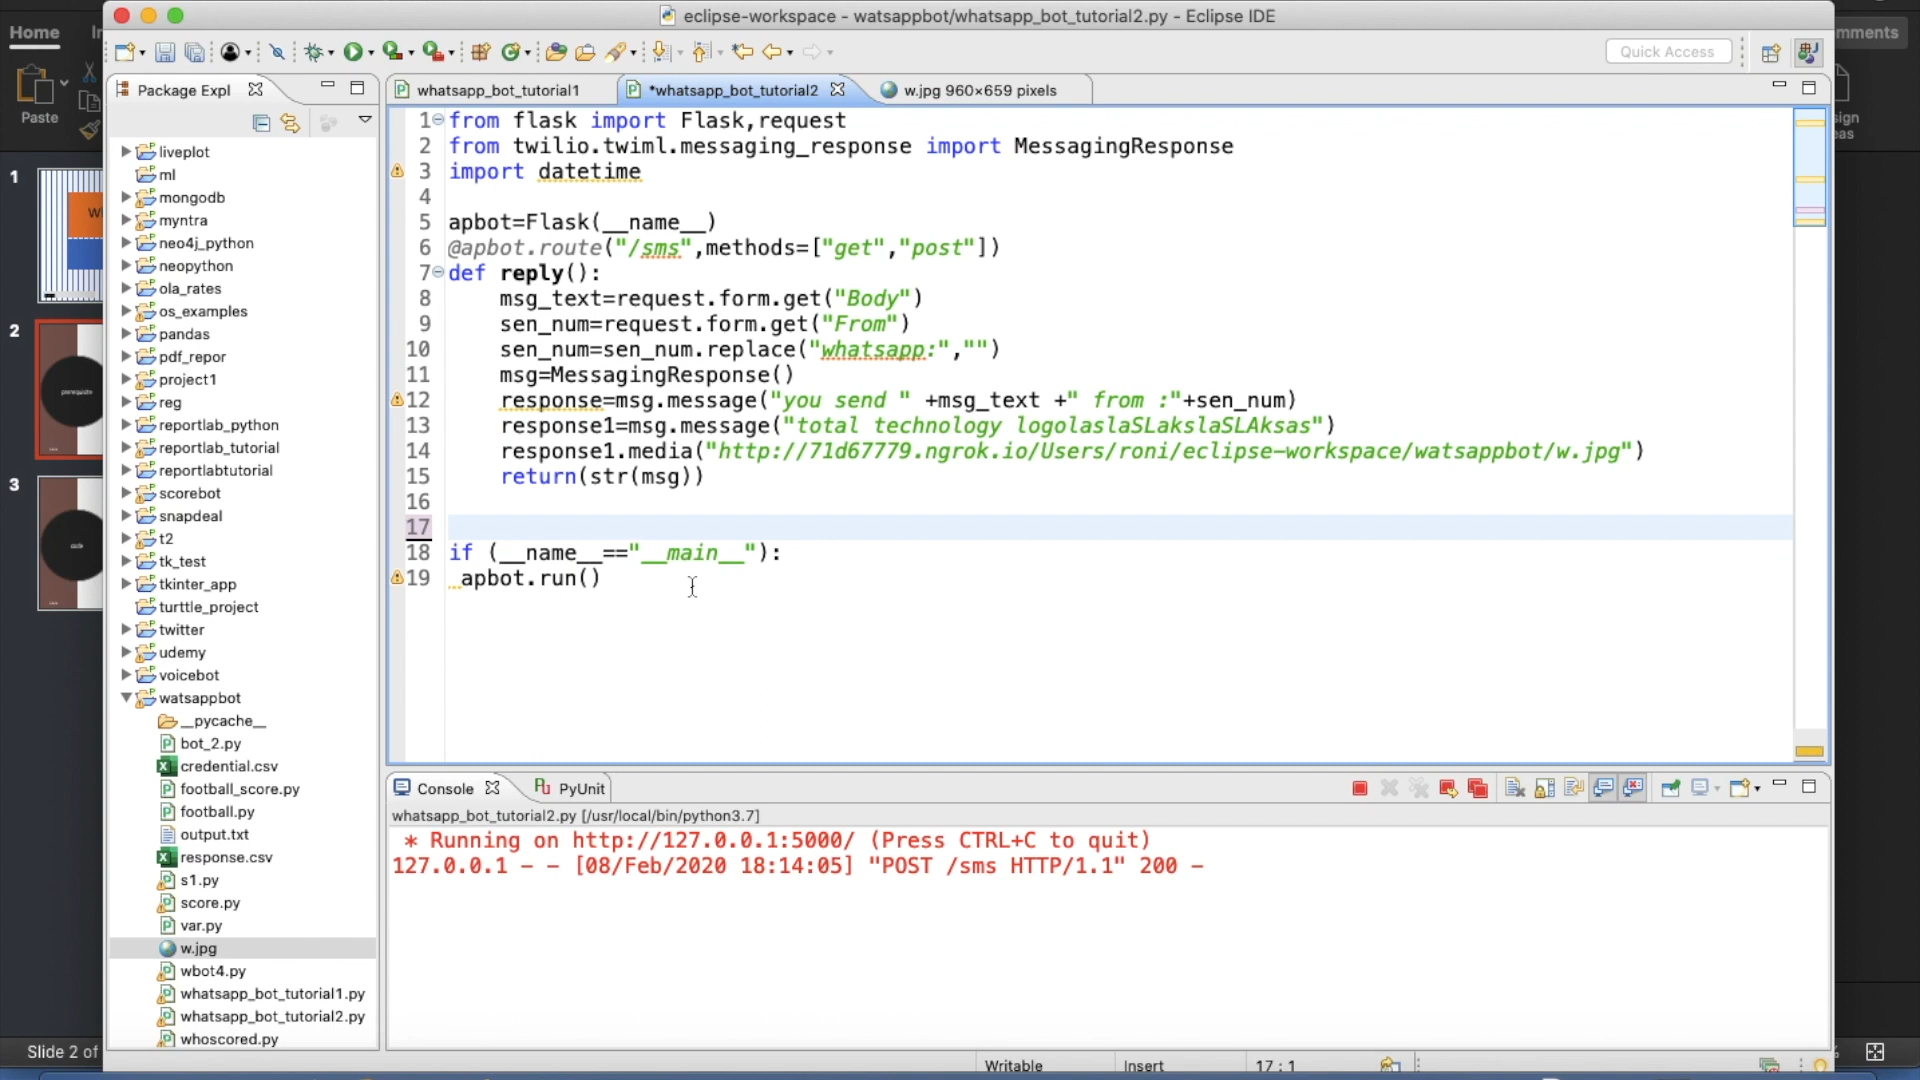 Home
Paste
Slide 2 of
1
2
3
eclipse-workspace - watsappbot/whatsapp_bot_tutorial2.py - Eclipse IDE
Quick Access
Package Expl
whatsapp_bot_tutorial1
*whatsapp_bot_tutorial2
w.jpg 960×659 pixels
liveplot
ml
mongodb
myntra
neo4j_python
neopython
ola_rates
os_examples
pandas
pdf_repor
project1
reg
reportlab_python
reportlab_tutorial
reportlabtutorial
scorebot
snapdeal
t2
tk_test
tkinter_app
turttle_project
twitter
udemy
voicebot
watsappbot
__pycache__
bot_2.py
credential.csv
football_score.py
football.py
output.txt
response.csv
s1.py
score.py
var.py
w.jpg
wbot4.py
whatsapp_bot_tutorial1.py
whatsapp_bot_tutorial2.py
whoscored.py
1 from flask import Flask,request
2 from twilio.twiml.messaging_response import MessagingResponse
3 import datetime
4
5 apbot=Flask(__name__)
6 @apbot.route("/sms",methods=["get","post"])
7 def reply():
8 msg_text=request.form.get("Body")
9 sen_num=request.form.get("From")
10 sen_num=sen_num.replace("whatsapp:","")
11 msg=MessagingResponse()
12 response=msg.message("you send " +msg_text +" from :"+sen_num)
13 response1=msg.message("total technology logolaslaSLakslaSLAksas")
14 response1.media("http://71d67779.ngrok.io/Users/roni/eclipse-workspace/watsappbot/w.jpg")
15 return(str(msg))
16
17
18 if (__name__=="__main__"):
19 apbot.run()
Console
PyUnit
whatsapp_bot_tutorial2.py [/usr/local/bin/python3.7]
* Running on http://127.0.0.1:5000/ (Press CTRL+C to quit)
127.0.0.1 - - [08/Feb/2020 18:14:05] "POST /sms HTTP/1.1" 200 -
Writable
Insert
17 : 1